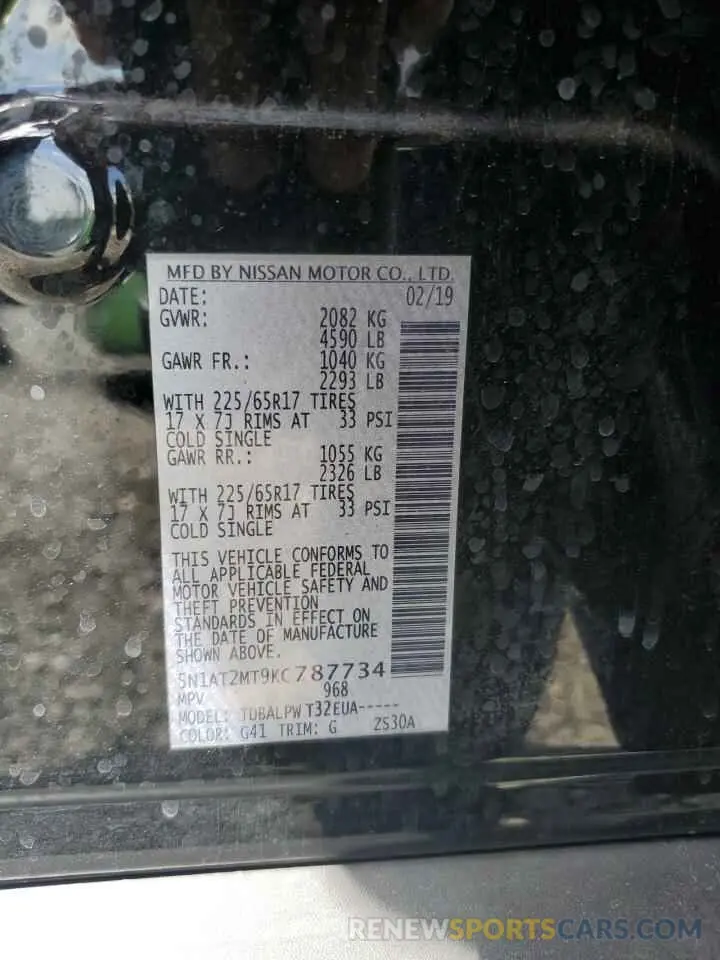 MFD BY NISSAN MOTOR CO., LTD.
DATE: 02/19
GVWR: 2082 KG
4590 LB
GAWR FR.: 1040 KG
2293 LB
WITH 225/65R17 TIRES
17 X 7J RIMS AT 33 PSI
COLD SINGLE
GAWR RR.: 1055 KG
2326 LB
WITH 225/65R17 TIRES
17 X 7J RIMS AT 33 PSI
COLD SINGLE
THIS VEHICLE CONFORMS TO
ALL APPLICABLE FEDERAL
MOTOR VEHICLE SAFETY AND
THEFT PREVENTION
STANDARDS IN EFFECT ON
THE DATE OF MANUFACTURE
SHOWN ABOVE.
5N1AT2MT9KC787734
MPV 968
MODEL: TDBALPW T32EUA-----
COLOR: G41 TRIM: G ZS30A
RENEWSPORTSCARS.COM